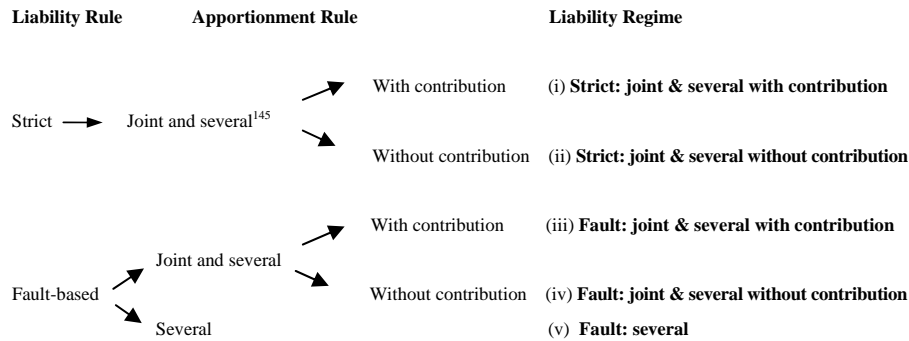 Liability Rule Apportionment Rule Liability Regime
With contribution (i) Strict: joint & several with contribution
Strict Joint and several145
Without contribution (ii) Strict: joint & several without contribution
With contribution (iii) Fault: joint & several with contribution
Joint and several
Fault-based Without contribution (iv) Fault: joint & several without contribution
Several (v) Fault: several